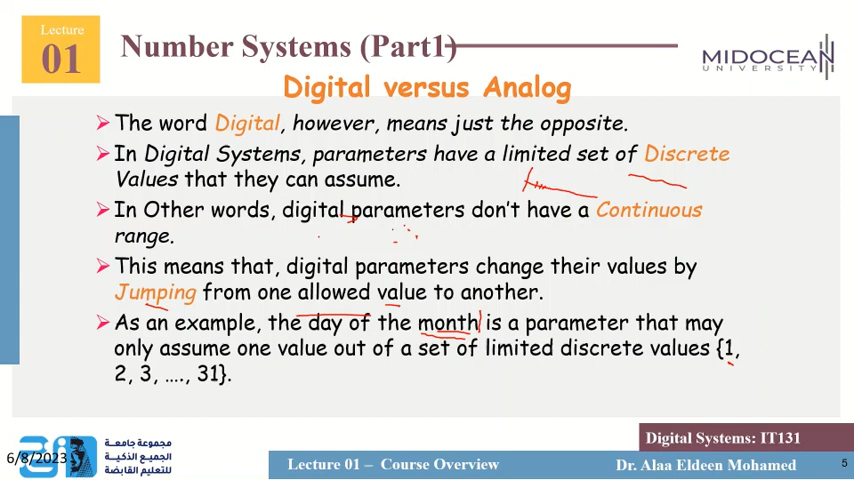 Lecture
01
Number Systems (Part1)
MIDOCEAN
UNIVERSITY
Digital versus Analog
➤ The word Digital, however, means just the opposite.
➤ In Digital Systems, parameters have a limited set of Discrete
Values that they can assume.
➤ In Other words, digital parameters don't have a Continuous
range.
➤ This means that, digital parameters change their values by
Jumping from one allowed value to another.
➤ As an example, the day of the month is a parameter that may
only assume one value out of a set of limited discrete values {1,
2, 3, …., 31}.
6/8/2023
مجموعة جامعة
الجميع الذكية
للتعليم القابضة
Digital Systems: IT131
Lecture 01 – Course Overview
Dr. Alaa Eldeen Mohamed
5